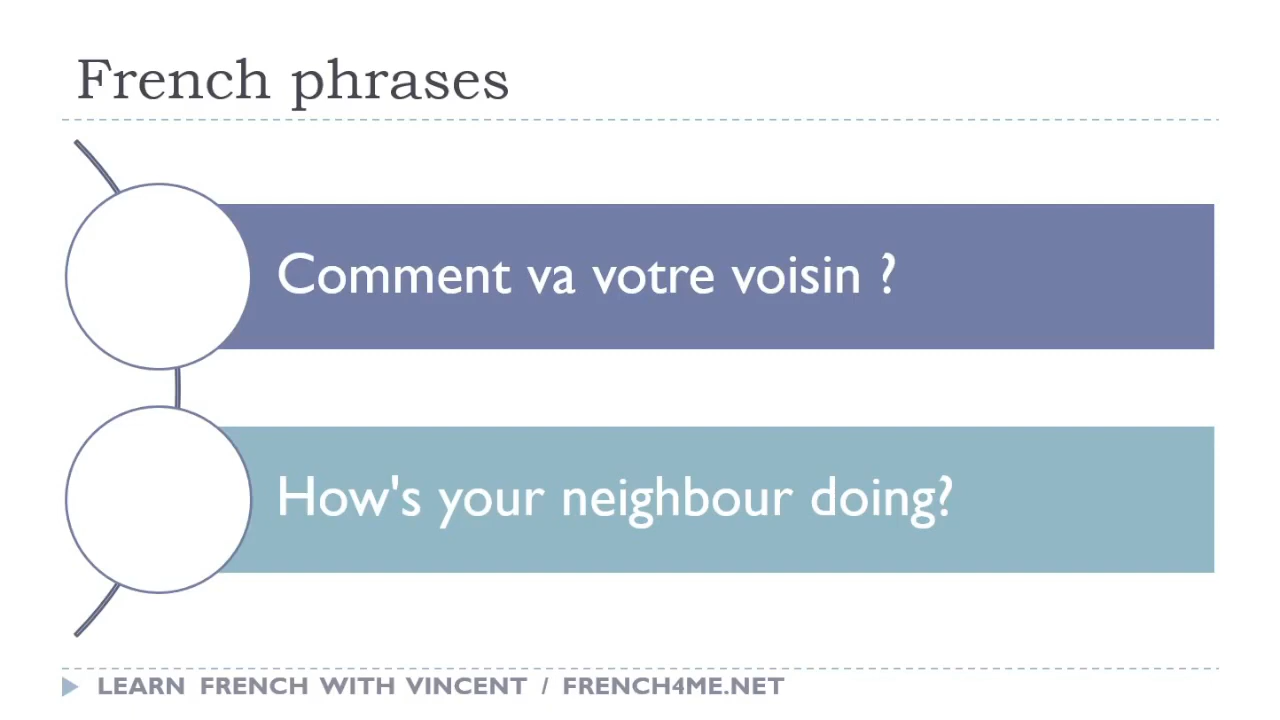 French phrases
Comment va votre voisin ?
How's your neighbour doing?
LEARN FRENCH WITH VINCENT / FRENCH4ME.NET